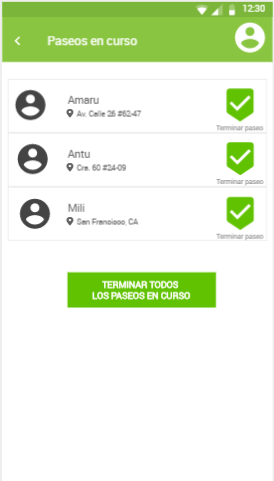 12:30
Paseos en curso
Amaru
Av. Calle 26 #62-47
Terminar paseo
Antu
Cra. 60 #24-09
Terminar paseo
Mili
San Francisco, CA
Terminar paseo
TERMINAR TODOS
LOS PASEOS EN CURSO